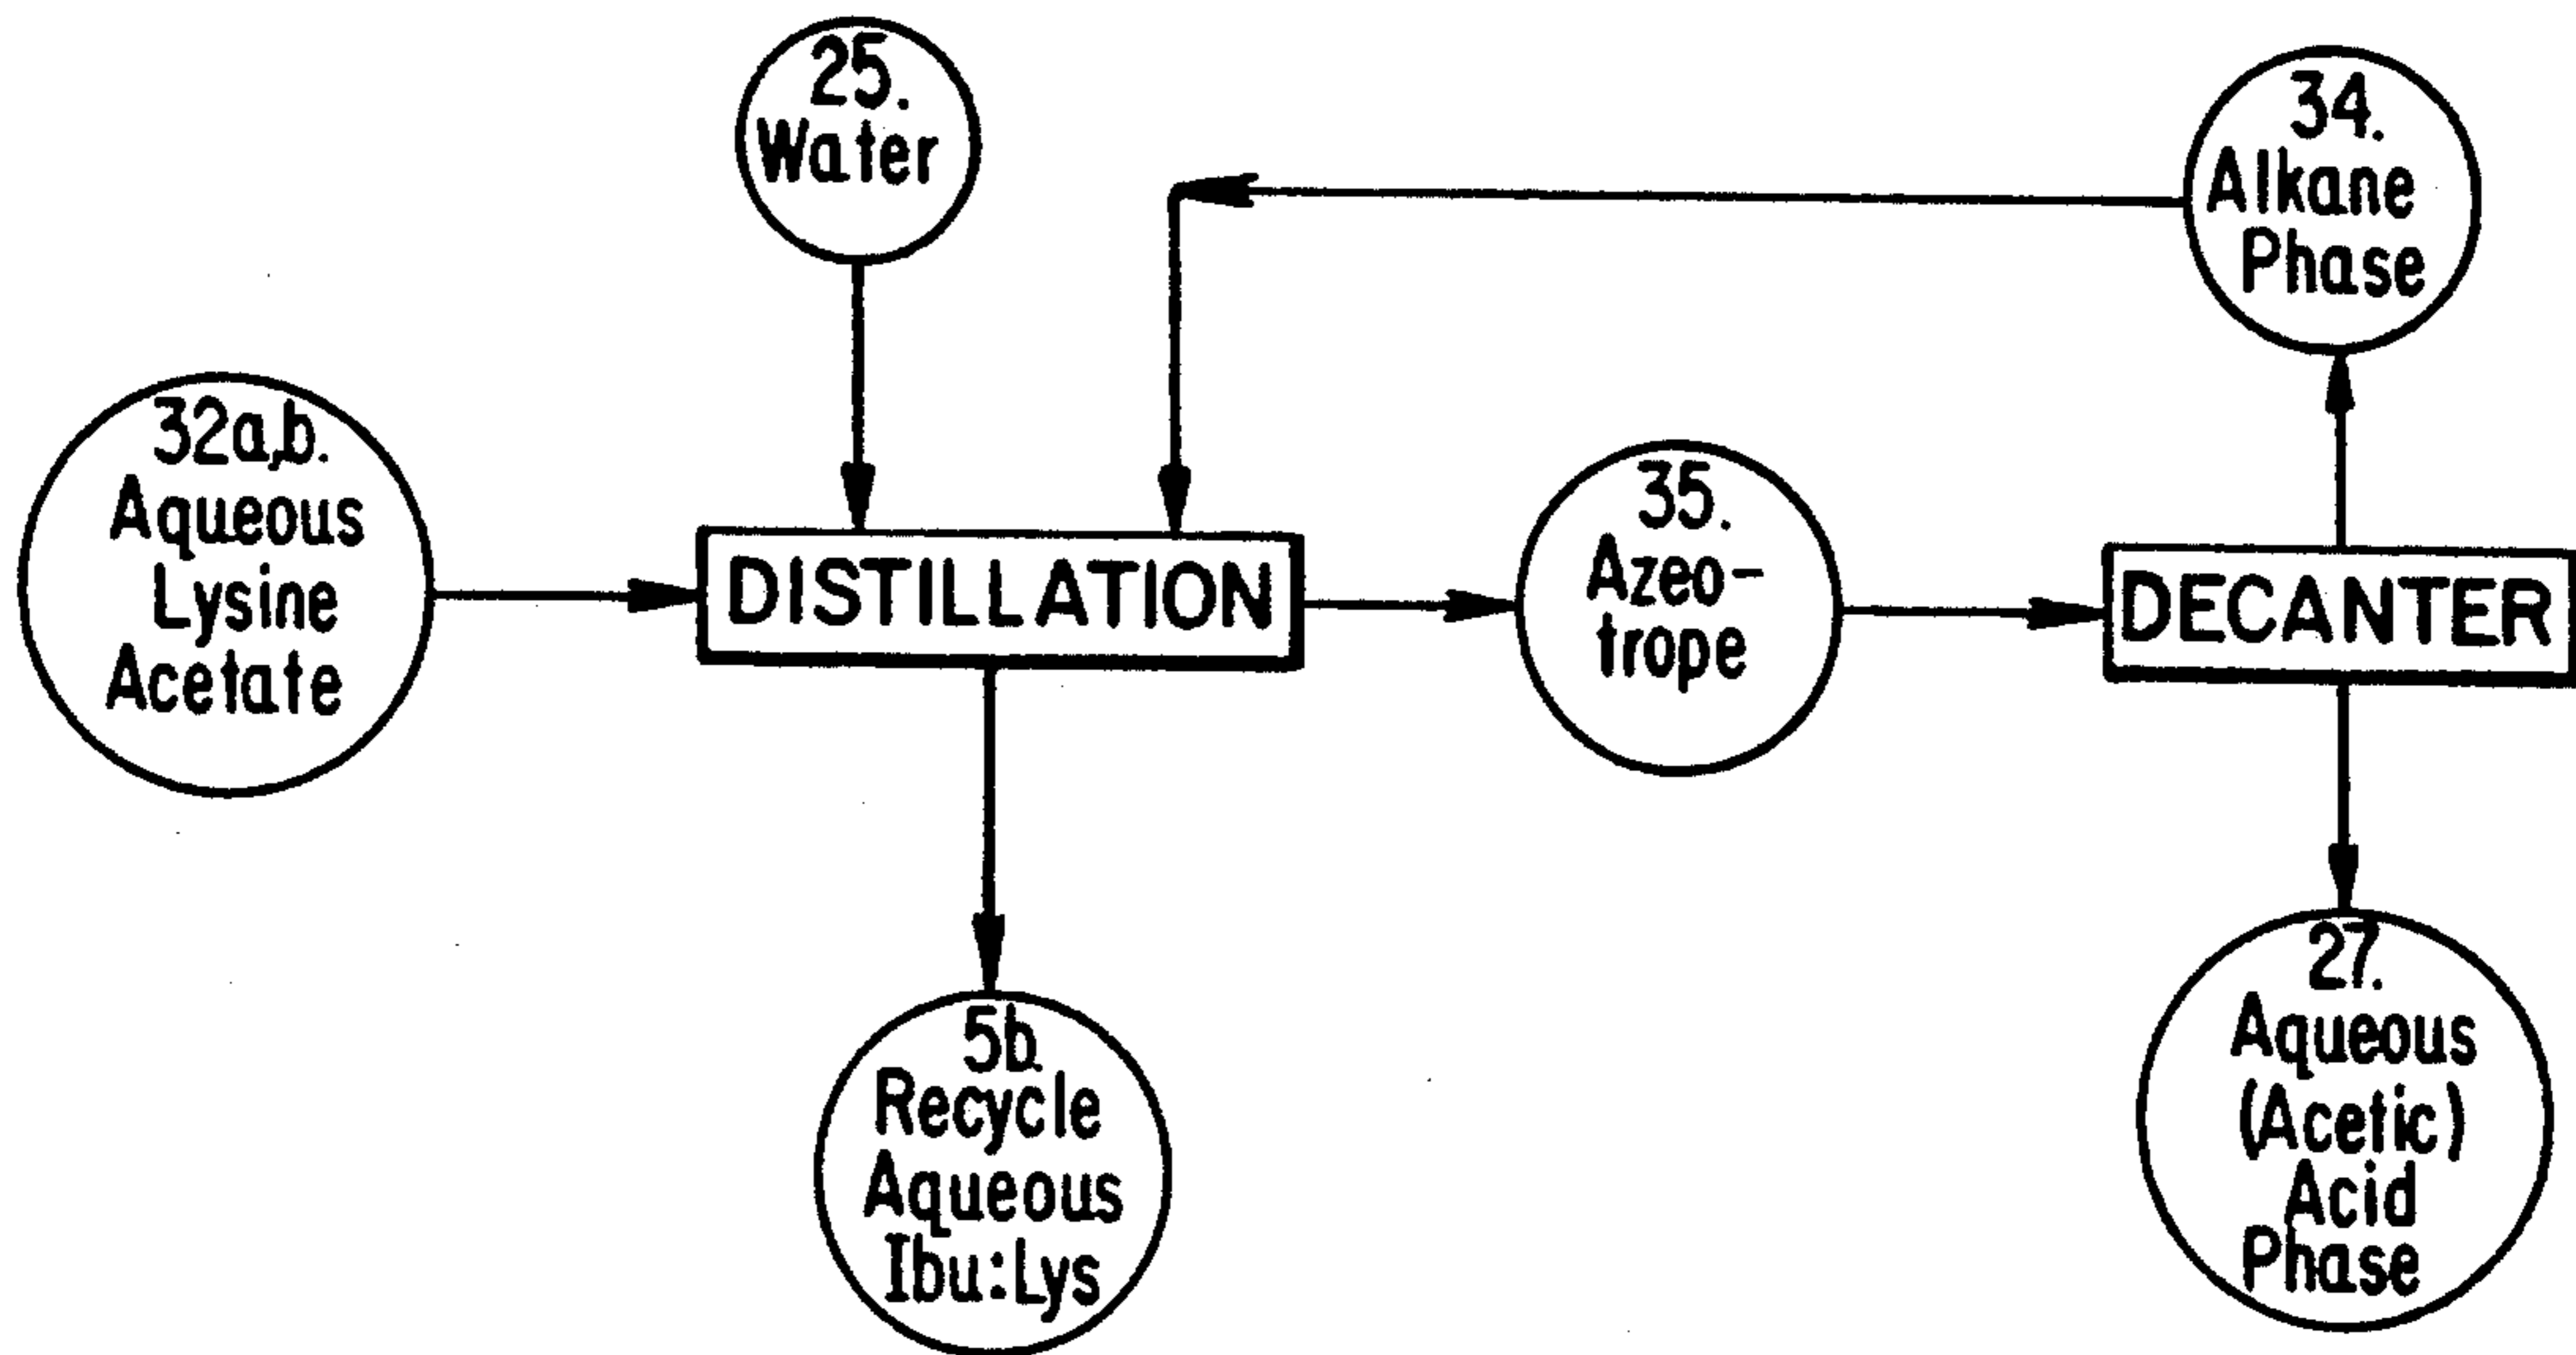 25.
Water
34.
Alkane
Phase
32a,b.
Aqueous
Lysine
Acetate
DISTILLATION
35.
Azeo-
trope
DECANTER
5b.
Recycle
Aqueous
Ibu:Lys
27.
Aqueous
(Acetic)
Acid
Phase